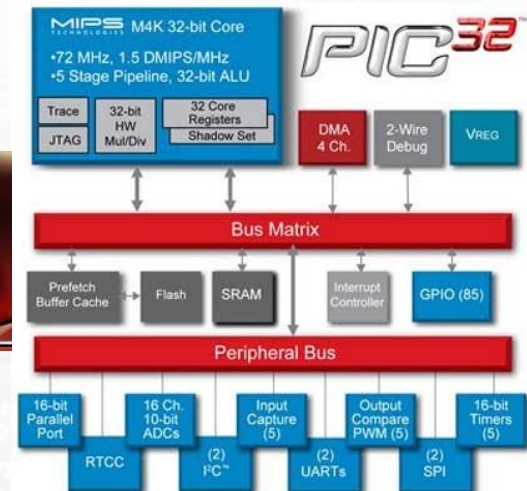 MIPS
TECHNOLOGIES
M4K 32-bit Core
•72 MHz, 1.5 DMIPS/MHz
•5 Stage Pipeline, 32-bit ALU
Trace
JTAG
32-bit
HW
Mul/Div
32 Core
Registers
Shadow Set
PIC32™
DMA
4 Ch.
2-Wire
Debug
VREG
Bus Matrix
Prefetch
Buffer Cache
Flash
SRAM
Interrupt
Controller
GPIO (85)
Peripheral Bus
16-bit
Parallel
Port
RTCC
16 Ch.
10-bit
ADCs
(2)
I²C™
Input
Capture
(5)
(2)
UARTs
Output
Compare
PWM (5)
(2)
SPI
16-bit
Timers
(5)